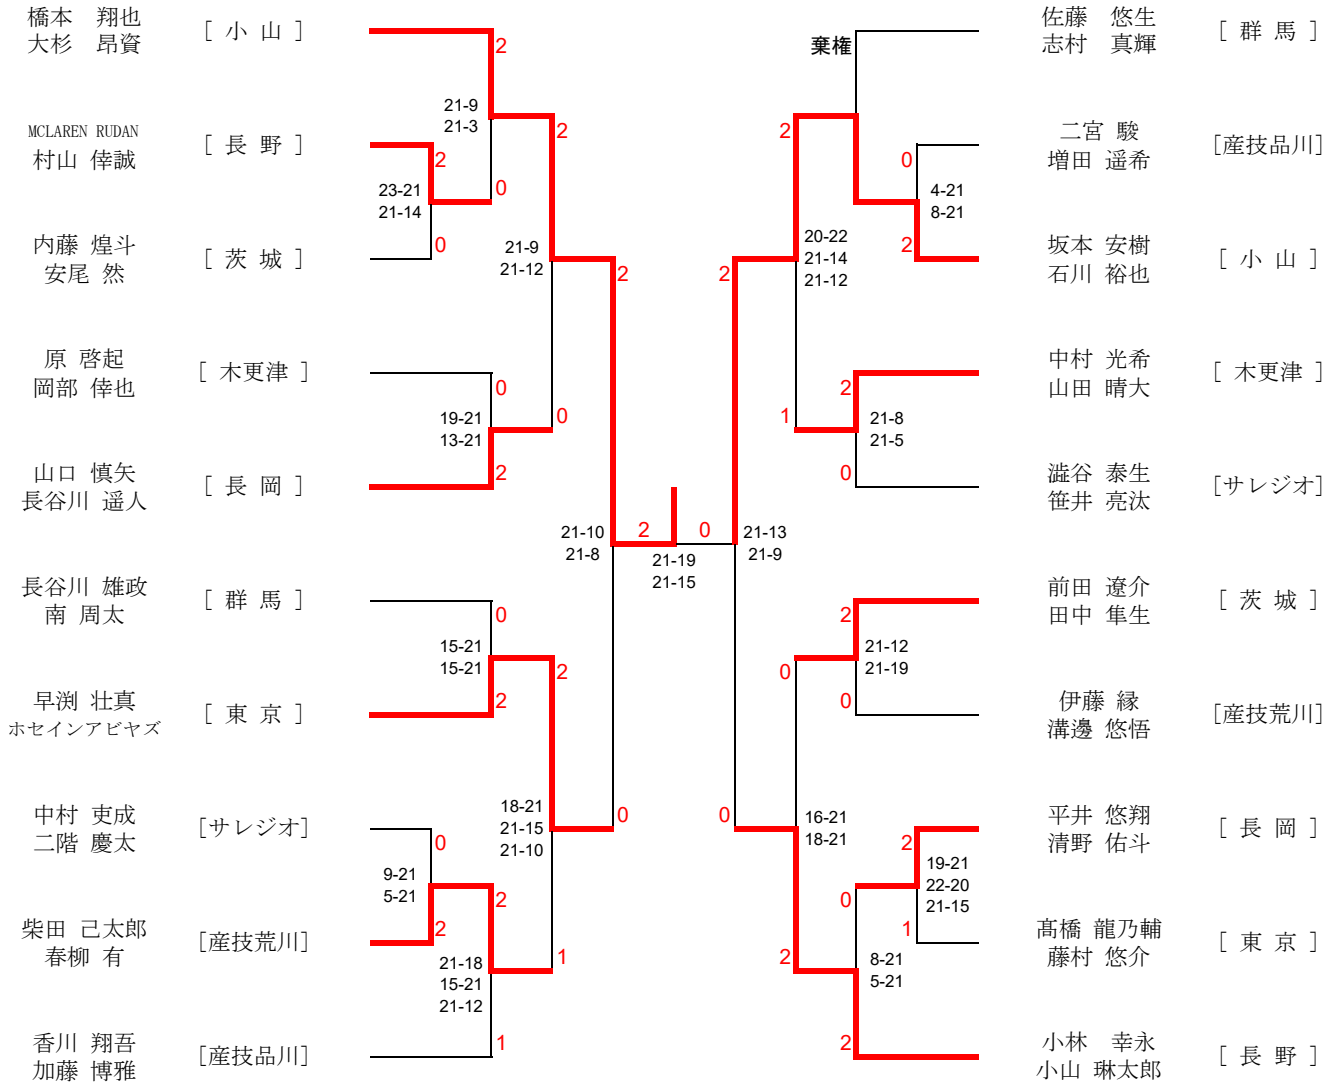 橋本　翔也
大杉　昂資
[ 小 山 ]
MCLAREN RUDAN
村山 倖誠
[ 長 野 ]
内藤 煌斗
安尾 然
[ 茨 城 ]
原 啓起
岡部 倖也
[ 木更津 ]
山口 慎矢
長谷川 遥人
[ 長 岡 ]
長谷川 雄政
南 周太
[ 群 馬 ]
早渕 壮真
ホセインアビヤズ
[ 東 京 ]
中村 吏成
二階 慶太
[サレジオ]
柴田 己太郎
春柳 有
[産技荒川]
香川 翔吾
加藤 博雅
[産技品川]
2
21-9
21-3
2
2
0
23-21
21-14
0
21-9
21-12
2
0
0
19-21
13-21
2
21-10
21-8
2
0
21-19
21-15
21-13
21-9
0
15-21
15-21
2
2
18-21
21-15
21-10
0
0
9-21
5-21
2
2
21-18
15-21
21-12
1
1
棄権
2
0
4-21
8-21
2
20-22
21-14
21-12
2
2
1
21-8
21-5
0
2
21-12
21-19
0
0
0
16-21
18-21
2
19-21
22-20
21-15
0
1
8-21
5-21
2
2
佐藤　悠生
志村　真輝
[ 群 馬 ]
二宮 駿
増田 遥希
[産技品川]
坂本 安樹
石川 裕也
[ 小 山 ]
中村 光希
山田 晴大
[ 木更津 ]
澁谷 泰生
笹井 亮汰
[サレジオ]
前田 遼介
田中 隼生
[ 茨 城 ]
伊藤 縁
溝邊 悠悟
[産技荒川]
平井 悠翔
清野 佑斗
[ 長 岡 ]
髙橋 龍乃輔
藤村 悠介
[ 東 京 ]
小林　幸永
小山 琳太郎
[ 長 野 ]